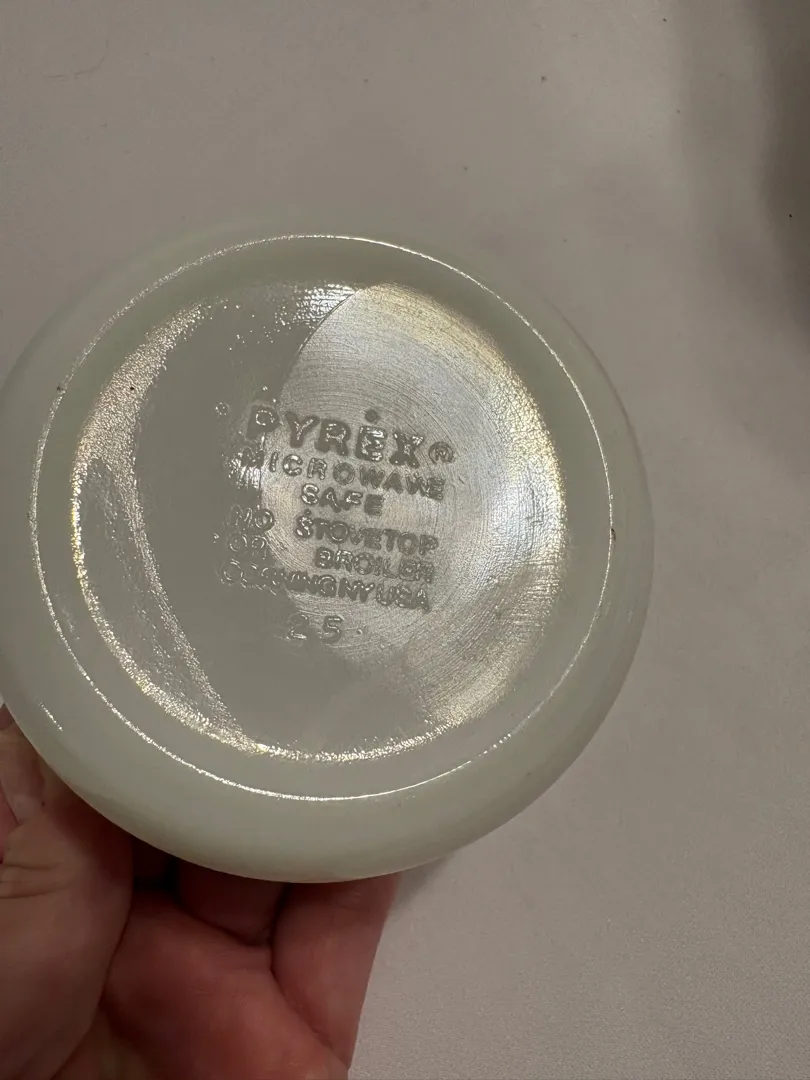 PYREX®
MICROWAVE
SAFE
NO STOVETOP
OR BROILER
CORNING NY USA
25